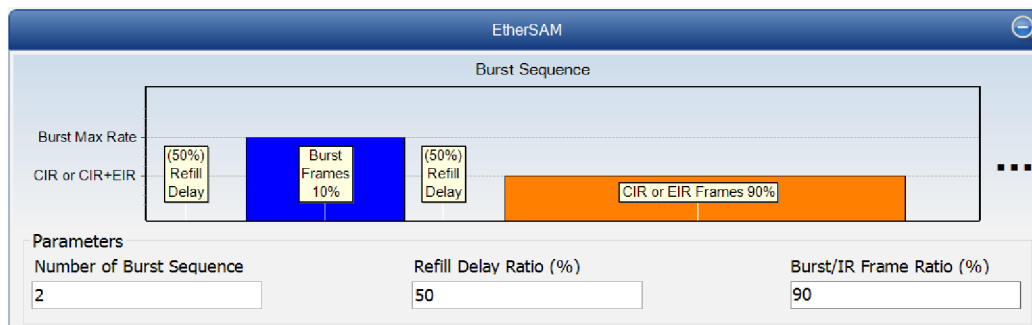 EtherSAM
Burst Sequence
Burst Max Rate
CIR or CIR+EIR
(50%)
Refill
Delay
Burst
Frames
10%
(50%)
Refill
Delay
CIR or EIR Frames 90%
...
Parameters
Number of Burst Sequence
2
Refill Delay Ratio (%)
50
Burst/IR Frame Ratio (%)
90